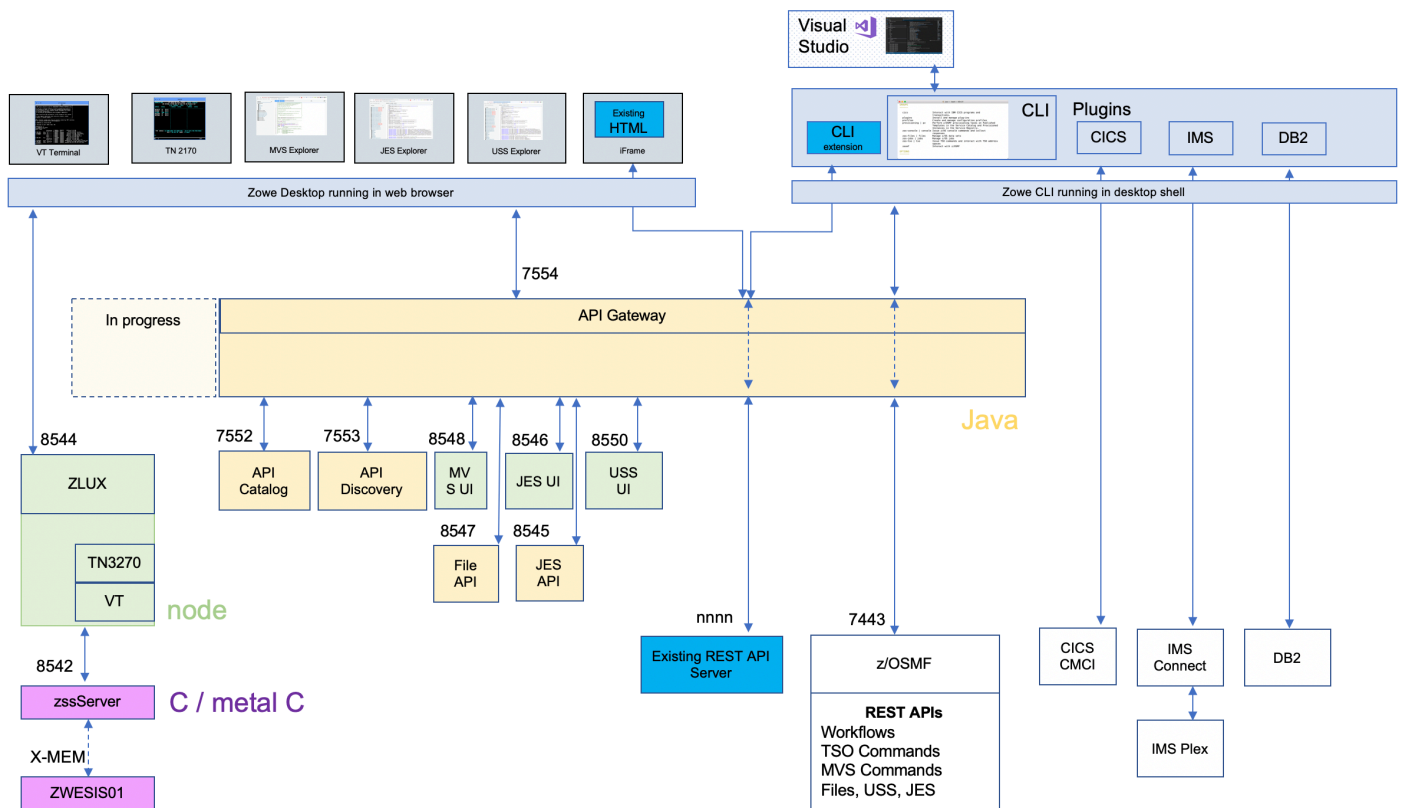 Visual
Studio
Existing
HTML
VT Terminal
TN 2170
MVS Explorer
JES Explorer
USS Explorer
iFrame
CLI
extension
CLI
Plugins
CICS
IMS
DB2
Zowe Desktop running in web browser
Zowe CLI running in desktop shell
7554
In progress
API Gateway
Java
8544
7552
7553
8548
8546
8550
ZLUX
API
Catalog
API
Discovery
MV
S UI
JES UI
USS
UI
8547
8545
TN3270
File
API
JES
API
VT
node
nnnn
7443
8542
Existing REST API
Server
z/OSMF
CICS
CMCI
IMS
Connect
DB2
zssServer
C / metal C
REST APIs
Workflows
TSO Commands
MVS Commands
Files, USS, JES
IMS Plex
X-MEM
ZWESIS01